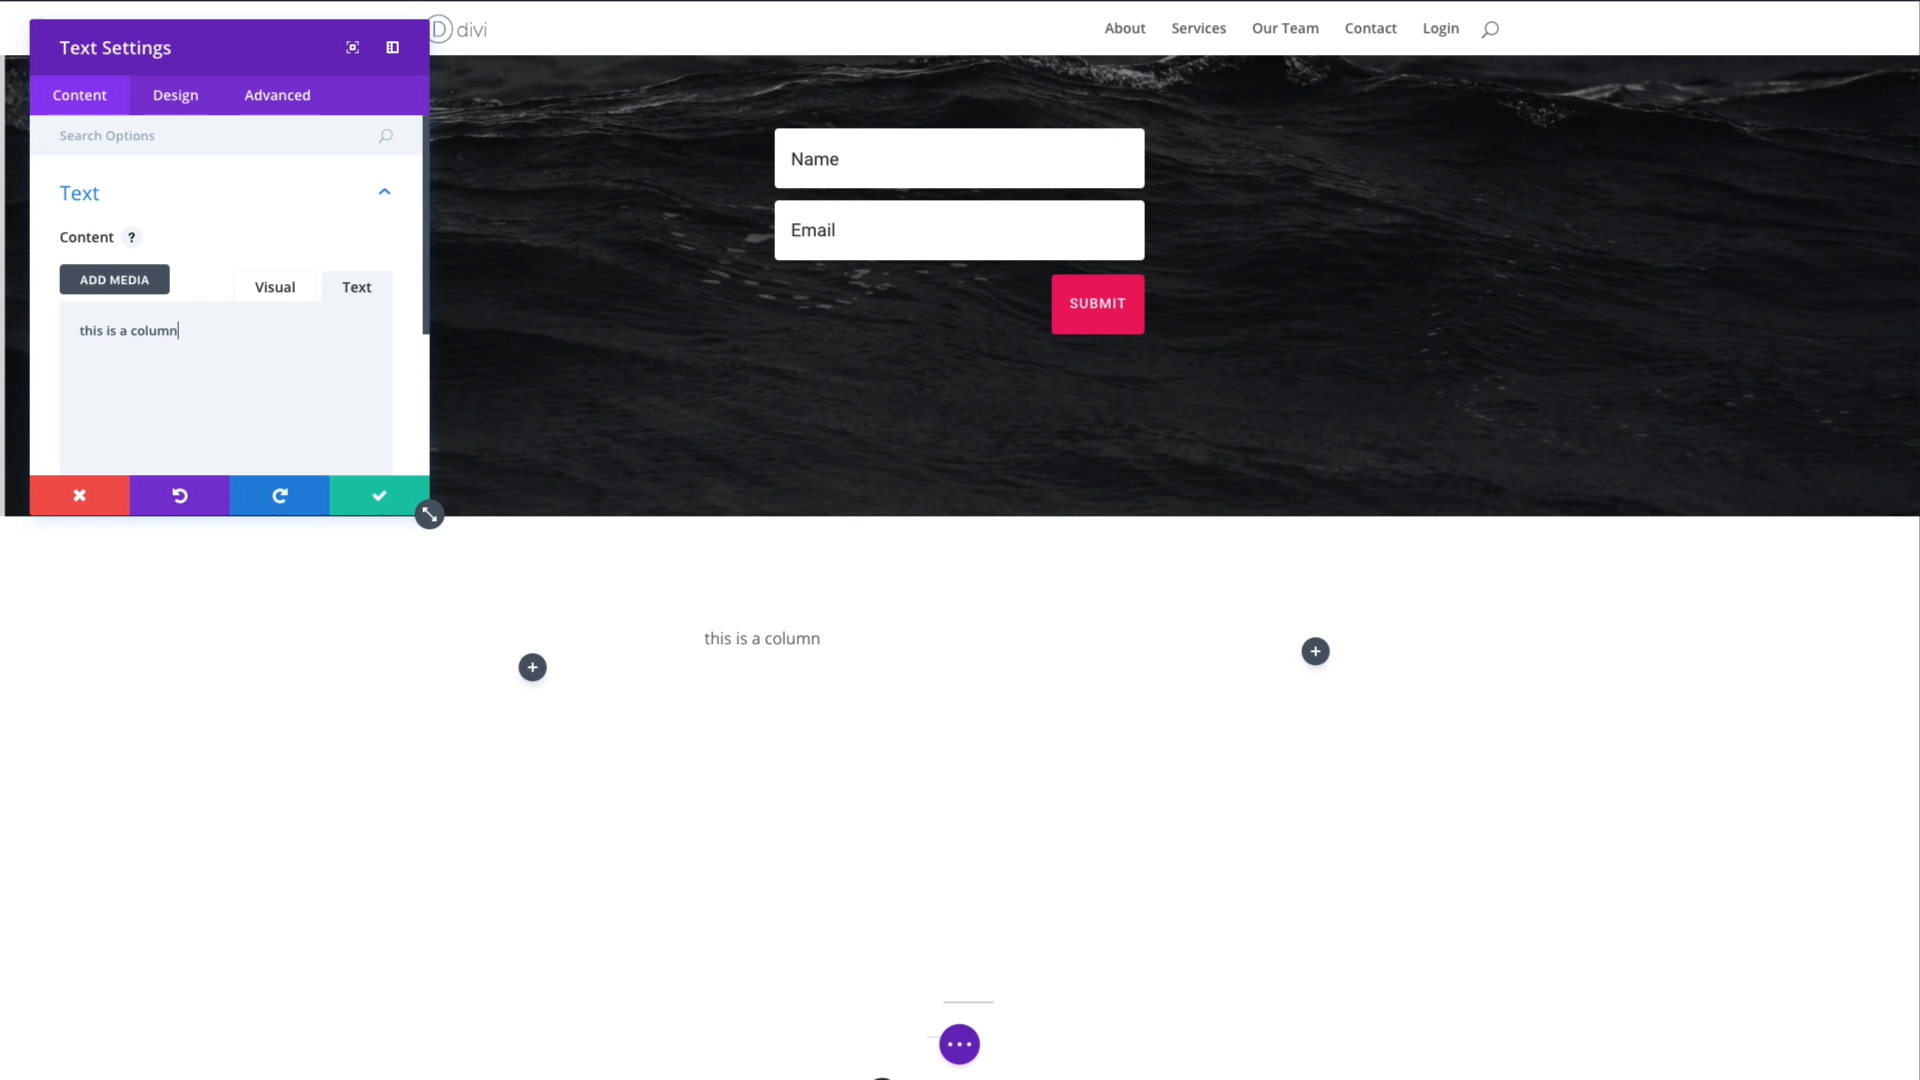 Text Settings
divi
About Services Our Team Contact Login
Content Design Advanced
Search Options
Text
Content ?
ADD MEDIA
Visual Text
this is a column
Name
Email
SUBMIT
this is a column